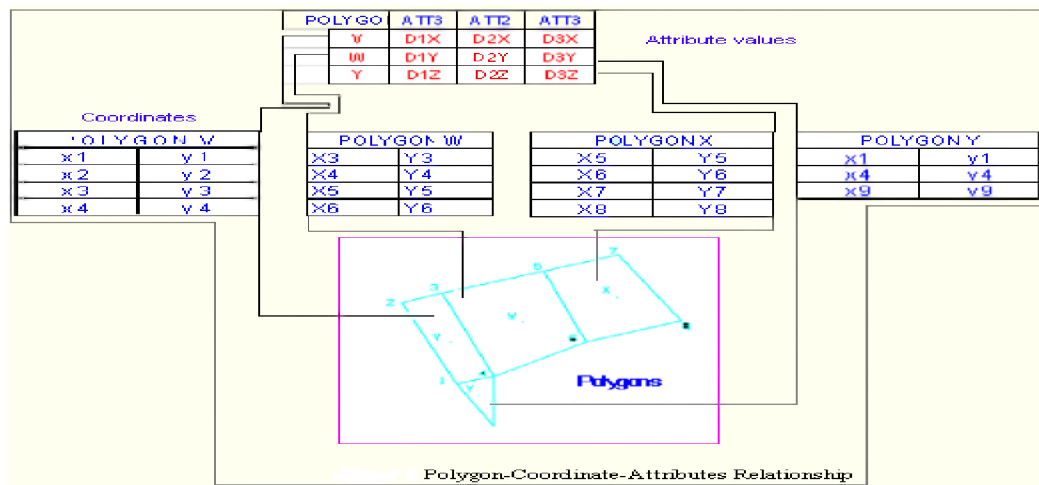 POLYGO ATT3 ATT2 ATT3
V D1X D2X D3X
W D1Y D2Y D3Y
Y D1Z D2Z D3Z
Attribute values
Coordinates
POLYGON V
x1 y1
x2 y2
x3 y3
x4 y4
POLYGON W
X3 Y3
X4 Y4
X5 Y5
X6 Y6
POLYGON X
X5 Y5
X6 Y6
X7 Y7
X8 Y8
POLYGON Y
x1 y1
x4 y4
x9 y9
7
5
3
2
X
1
Polygons
Polygon-Coordinate-Attributes Relationship